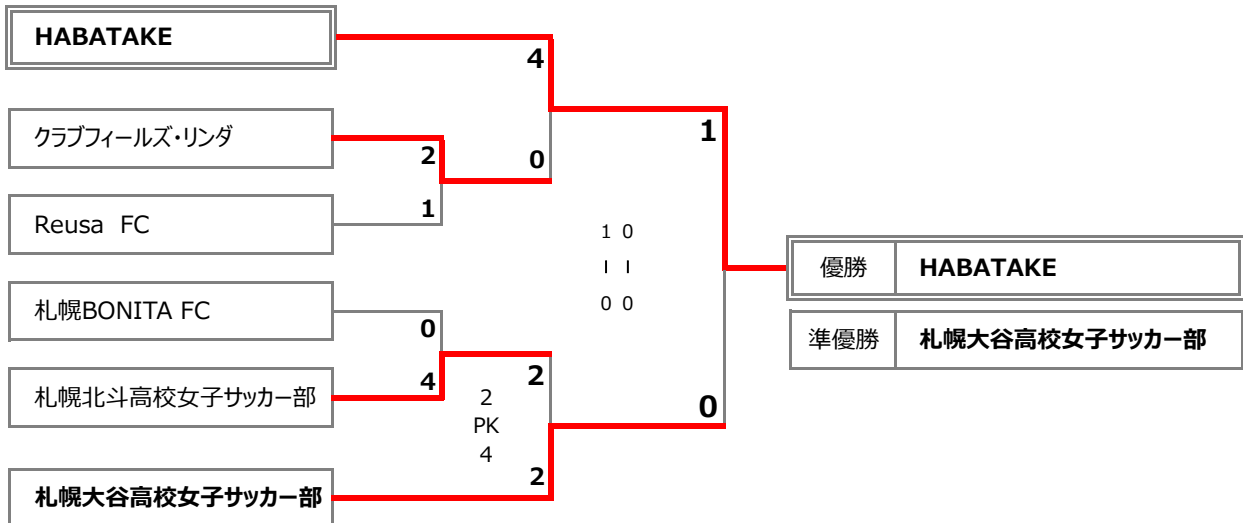 HABATAKE
4
クラブフィールズ・リンダ
1
2
0
Reusa FC
1
1 0
優勝 HABATAKE
I I
0 0
札幌BONITA FC
0
準優勝 札幌大谷高校女子サッカー部
札幌北斗高校女子サッカー部
4
2
2
0
PK
4
2
札幌大谷高校女子サッカー部